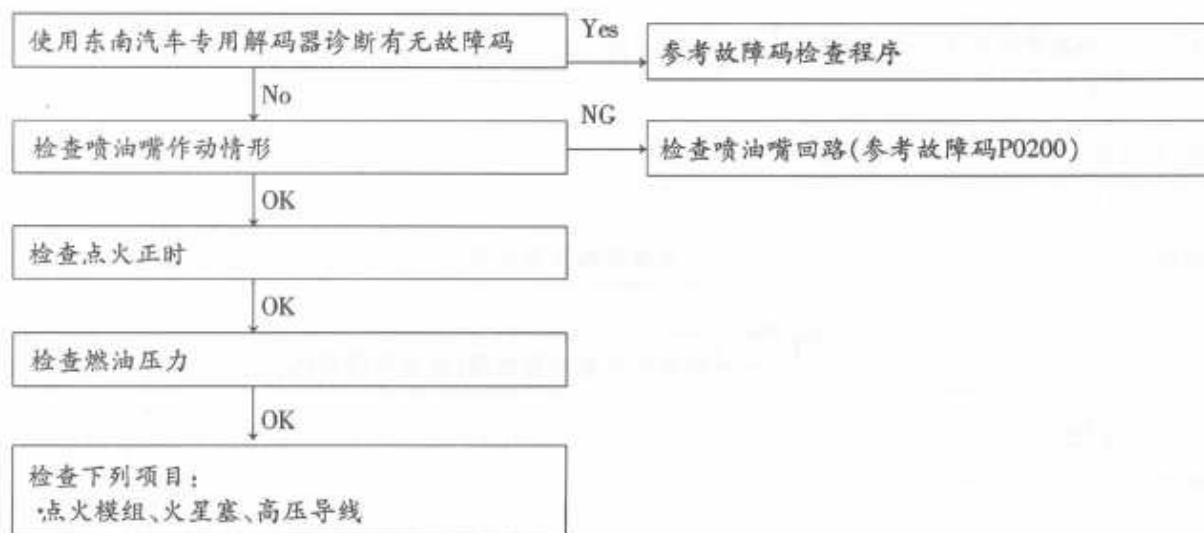 使用东南汽车专用解码器诊断有无故障码
Yes
参考故障码检查程序
No
检查喷油嘴作动情形
NG
检查喷油嘴回路(参考故障码P0200)
OK
检查点火正时
OK
检查燃油压力
OK
检查下列项目:
·点火模组、火星塞、高压导线